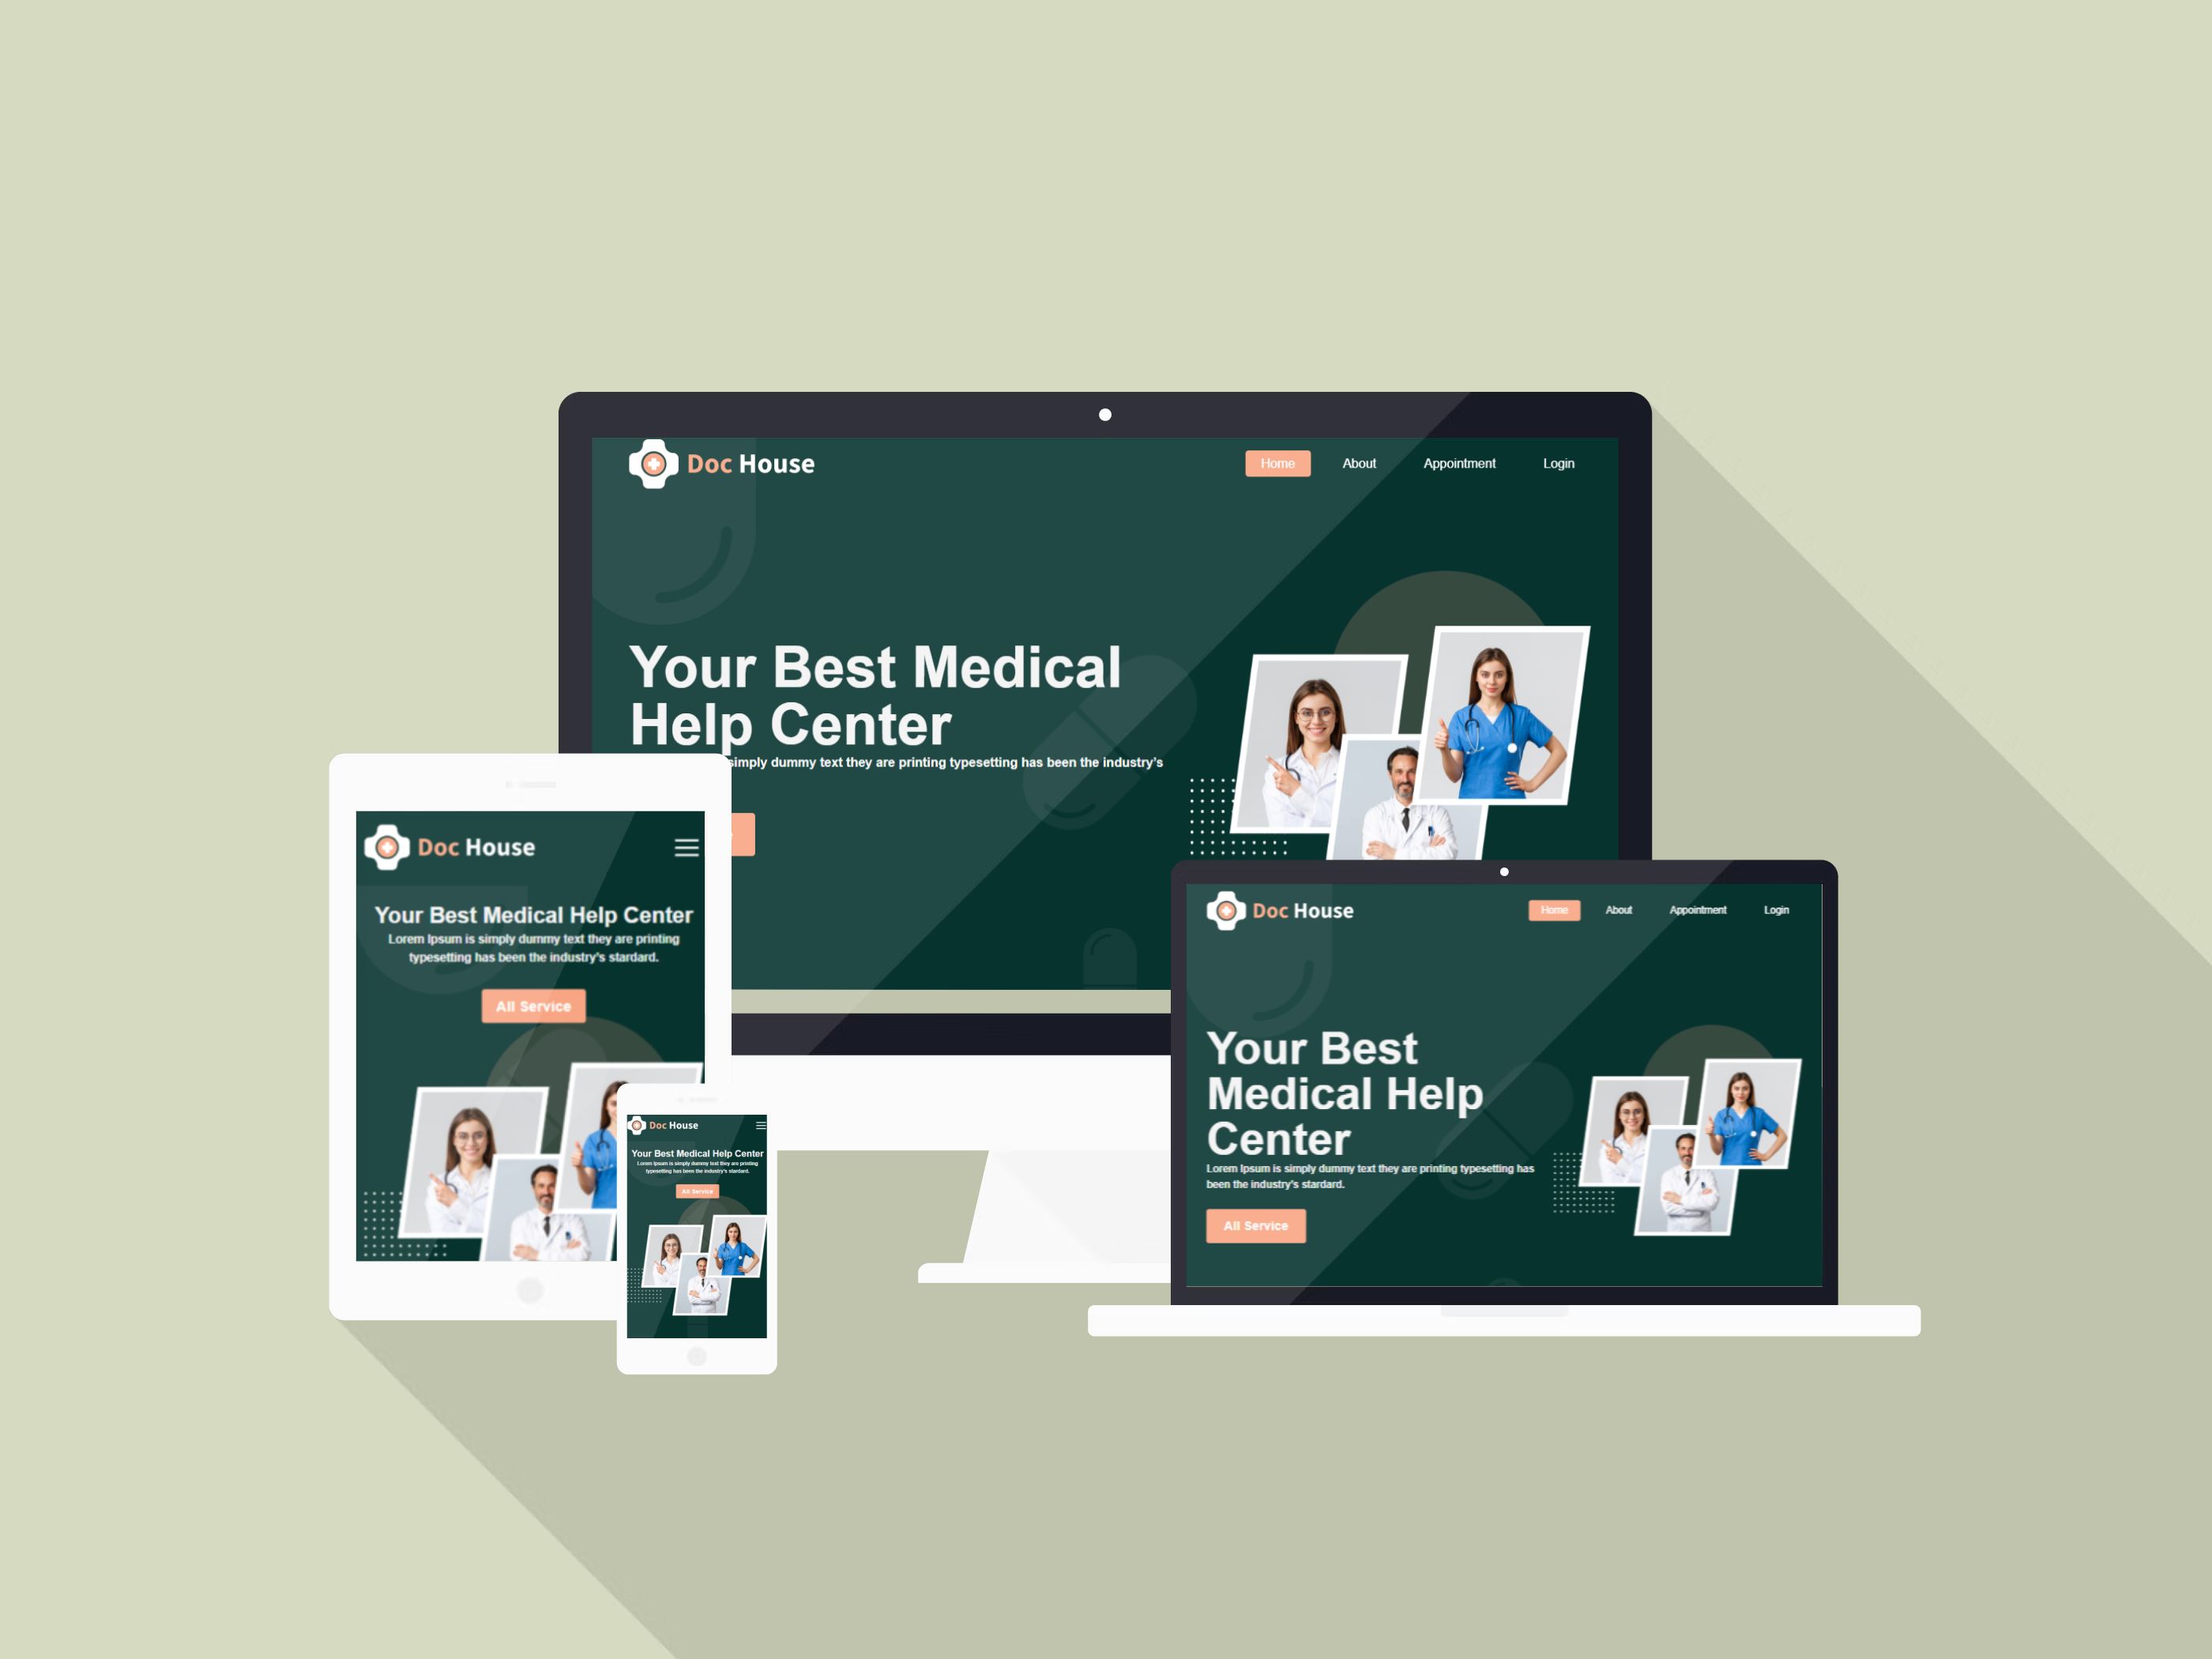 Doc House
Home About Appointment Login
Your Best Medical
Help Center
simply dummy text they are printing typesetting has been the industry's
Doc House
Your Best Medical Help Center
Lorem Ipsum is simply dummy text they are printing
typesetting has been the industry's stardard.
All Service
Doc House
Your Best Medical Help Center
Lorem Ipsum is simply dummy text they are printing
typesetting has been the industry's stardard.
All Service
Doc House
Home About Appointment Login
Your Best
Medical Help
Center
Lorem Ipsum is simply dummy text they are printing typesetting has
been the industry's stardard.
All Service